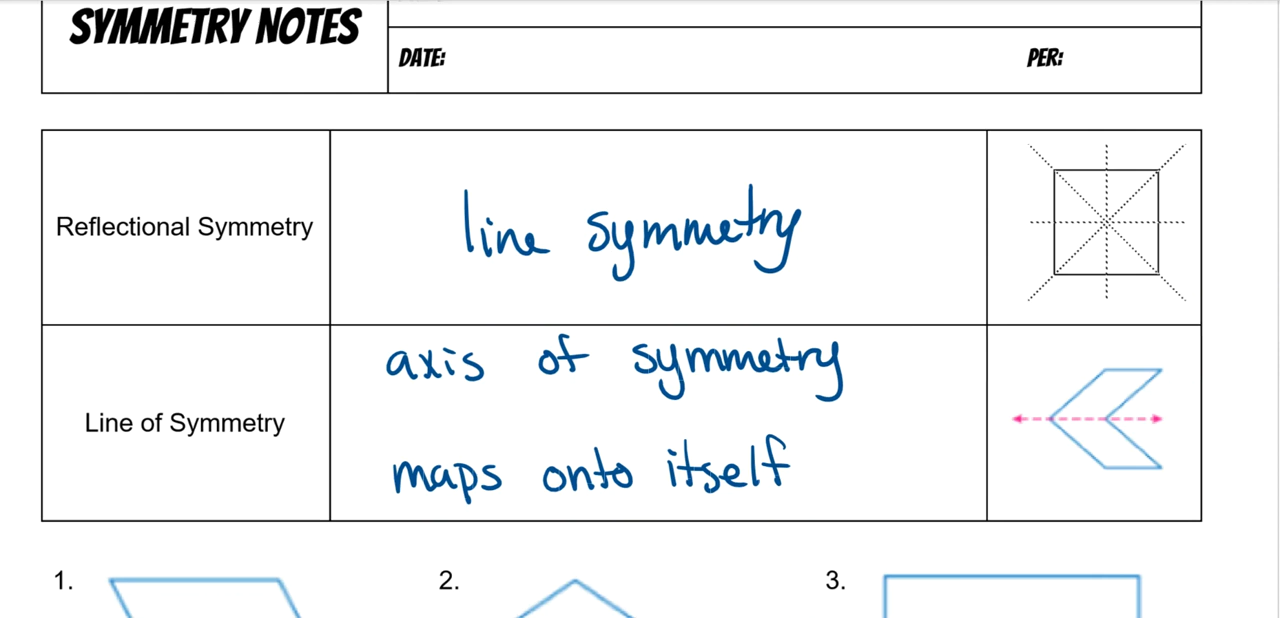 SYMMETRY NOTES
DATE:
PER:
Reflectional Symmetry
line symmetry
Line of Symmetry
axis of symmetry
maps onto itself
1.
2.
3.